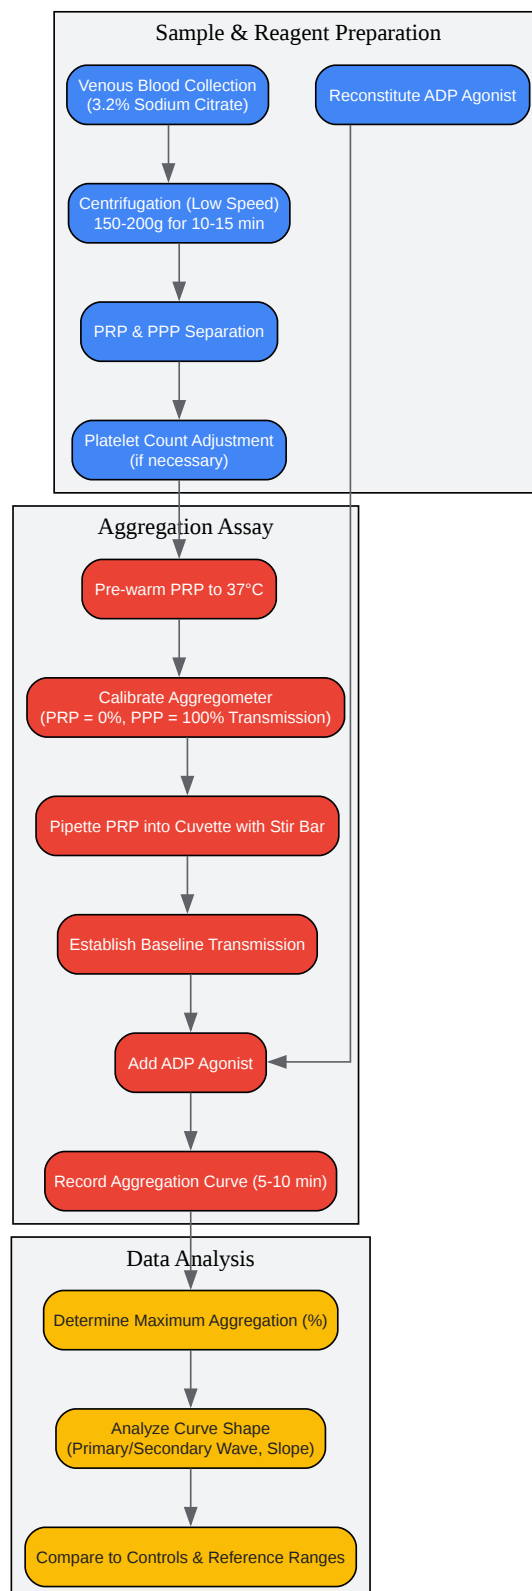 Sample & Reagent Preparation
Venous Blood Collection
(3.2% Sodium Citrate)
Reconstitute ADP Agonist
Centrifugation (Low Speed)
150-200g for 10-15 min
PRP & PPP Separation
Platelet Count Adjustment
(if necessary)
Aggregation Assay
Pre-warm PRP to 37°C
Calibrate Aggregometer
(PRP = 0%, PPP = 100% Transmission)
Pipette PRP into Cuvette with Stir Bar
Establish Baseline Transmission
Add ADP Agonist
Record Aggregation Curve (5-10 min)
Data Analysis
Determine Maximum Aggregation (%)
Analyze Curve Shape
(Primary/Secondary Wave, Slope)
Compare to Controls & Reference Ranges